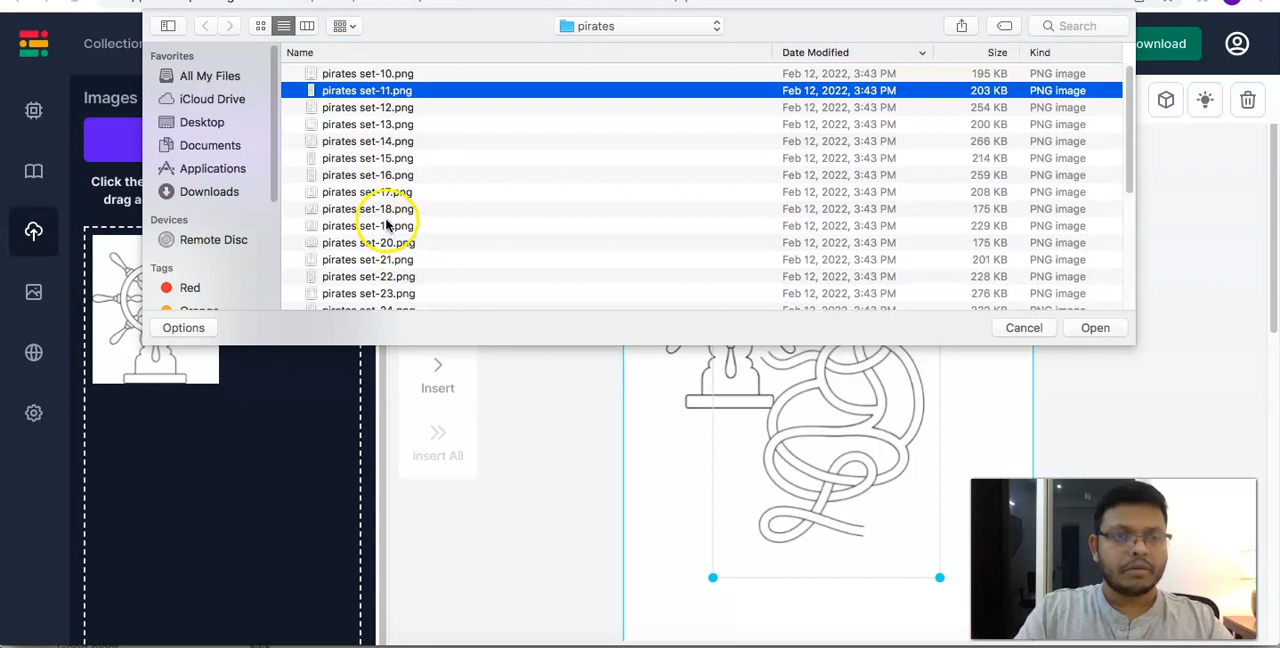 pirates
Search
Collection
ownload
Images
Click the
drag a
Insert
Insert All
Favorites
All My Files
iCloud Drive
Desktop
Documents
Applications
Downloads
Devices
Remote Disc
Tags
Red
Orange
Name Date Modified Size Kind
pirates set-10.png Feb 12, 2022, 3:43 PM 195 KB PNG image
pirates set-11.png Feb 12, 2022, 3:43 PM 203 KB PNG image
pirates set-12.png Feb 12, 2022, 3:43 PM 254 KB PNG image
pirates set-13.png Feb 12, 2022, 3:43 PM 200 KB PNG image
pirates set-14.png Feb 12, 2022, 3:43 PM 266 KB PNG image
pirates set-15.png Feb 12, 2022, 3:43 PM 214 KB PNG image
pirates set-16.png Feb 12, 2022, 3:43 PM 259 KB PNG image
pirates set-17.png Feb 12, 2022, 3:43 PM 208 KB PNG image
pirates set-18.png Feb 12, 2022, 3:43 PM 175 KB PNG image
pirates set-19.png Feb 12, 2022, 3:43 PM 229 KB PNG image
pirates set-20.png Feb 12, 2022, 3:43 PM 175 KB PNG image
pirates set-21.png Feb 12, 2022, 3:43 PM 201 KB PNG image
pirates set-22.png Feb 12, 2022, 3:43 PM 228 KB PNG image
pirates set-23.png Feb 12, 2022, 3:43 PM 276 KB PNG image
Options
Cancel
Open